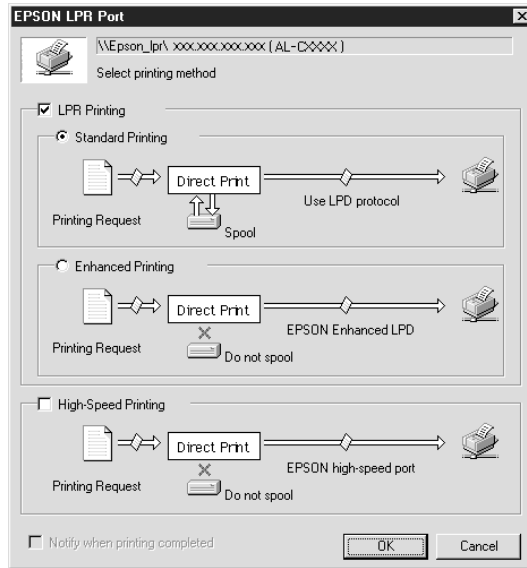 EPSON LPR Port
\\Epson_lpr\ xxx.xxx.xxx.xxx ( AL-CXXXX )
Select printing method
LPR Printing
Standard Printing
Direct Print
Use LPD protocol
Printing Request
Spool
Enhanced Printing
Direct Print
EPSON Enhanced LPD
Printing Request
Do not spool
High-Speed Printing
Direct Print
EPSON high-speed port
Printing Request
Do not spool
Notify when printing completed
OK Cancel